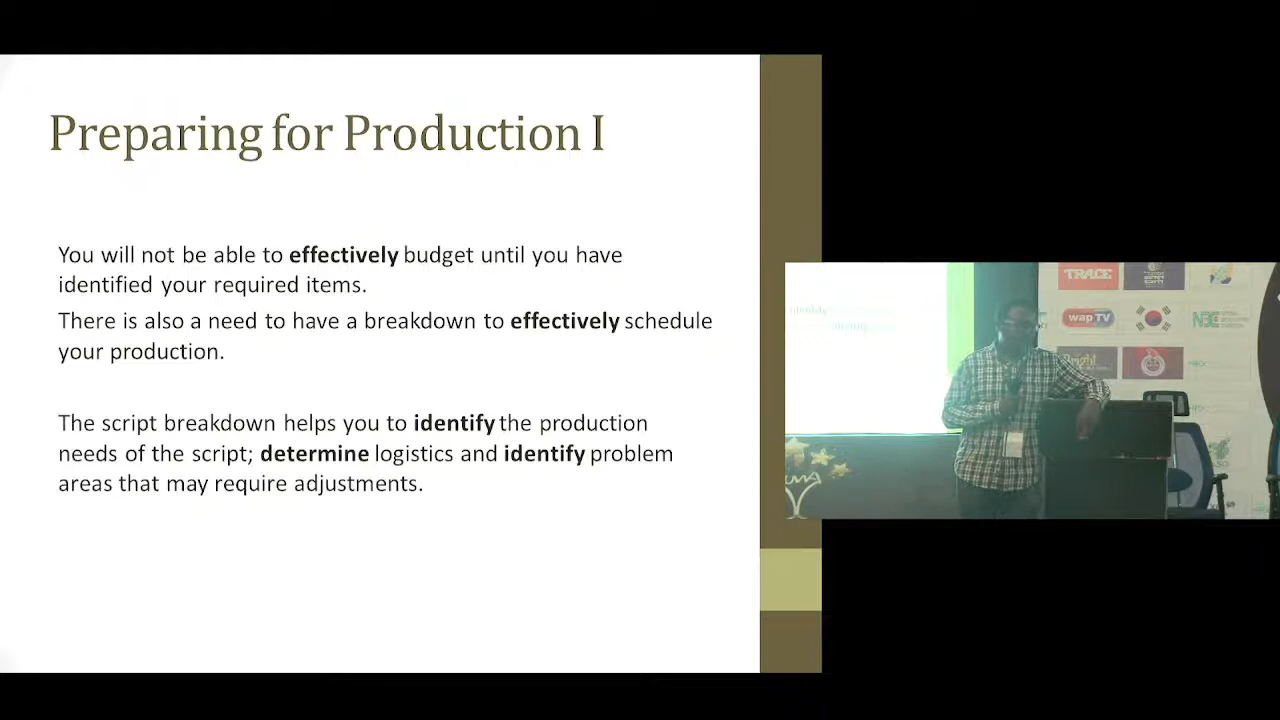 Preparing for Production I
You will not be able to effectively budget until you have
identified your required items.
There is also a need to have a breakdown to effectively schedule
your production.
The script breakdown helps you to identify the production
needs of the script; determine logistics and identify problem
areas that may require adjustments.
TRACE
wap TV
Bright